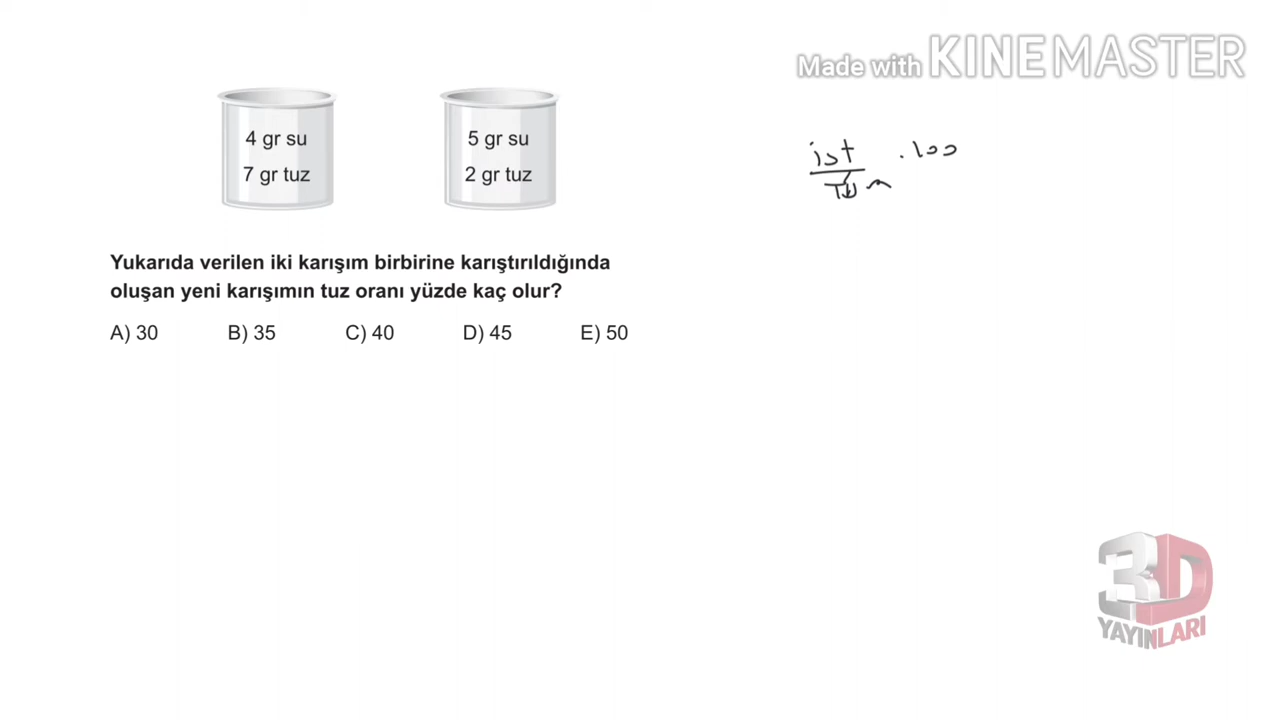 Made with KINEMASTER
4 gr su
7 gr tuz
5 gr su
2 gr tuz
ist
Tüm
.100
Yukarıda verilen iki karışım birbirine karıştırıldığında
oluşan yeni karışımın tuz oranı yüzde kaç olur?
A) 30 B) 35 C) 40 D) 45 E) 50
3D
YAYINLARI